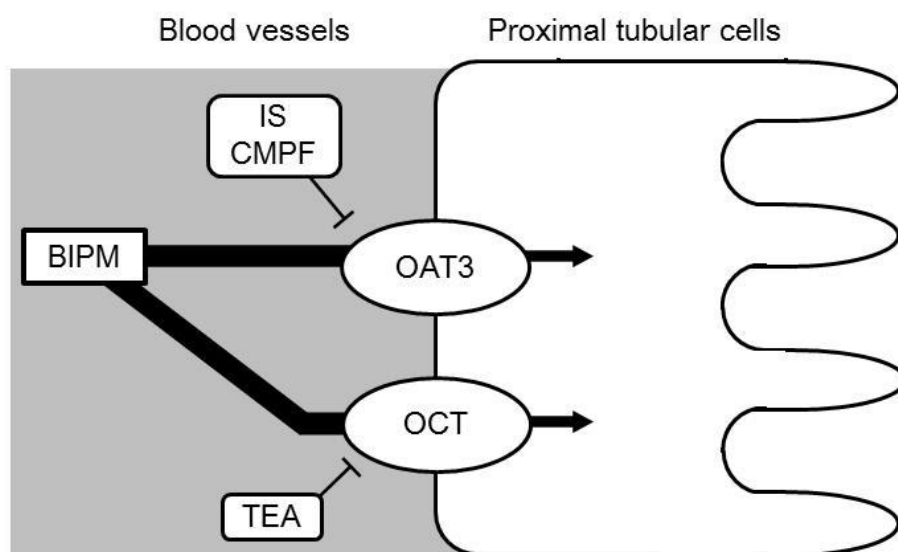 Blood vessels
Proximal tubular cells
IS
CMPF
BIPM
OAT3
OCT
TEA